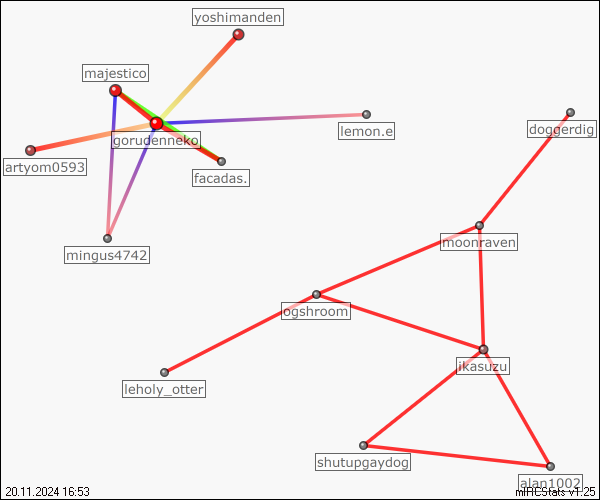 yoshimanden
majestico
gorudenneko
lemon.e
doggerdig
artyom0593
facadas.
mingus4742
moonraven
ogshroom
ikasuzu
leholy_otter
shutupgaydog
alan1002
20.11.2024 16:53
mIRCStats v1.25